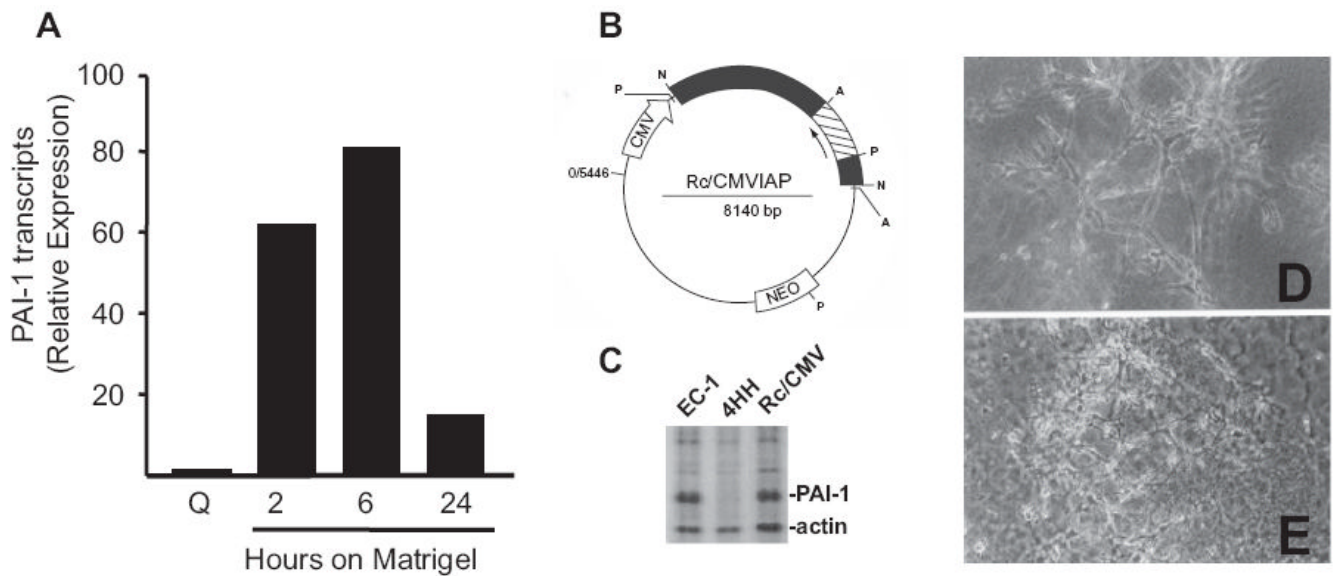 A
100
80
60
40
20
PAI-1 transcripts
(Relative Expression)
Q 2 6 24
Hours on Matrigel
B
P N A
CMV
P
0/5446
Rc/CMVIAP
N
8140 bp
A
NEO
P
C
EC-1 4HH Rc/CMV
-PAI-1
-actin
D
E